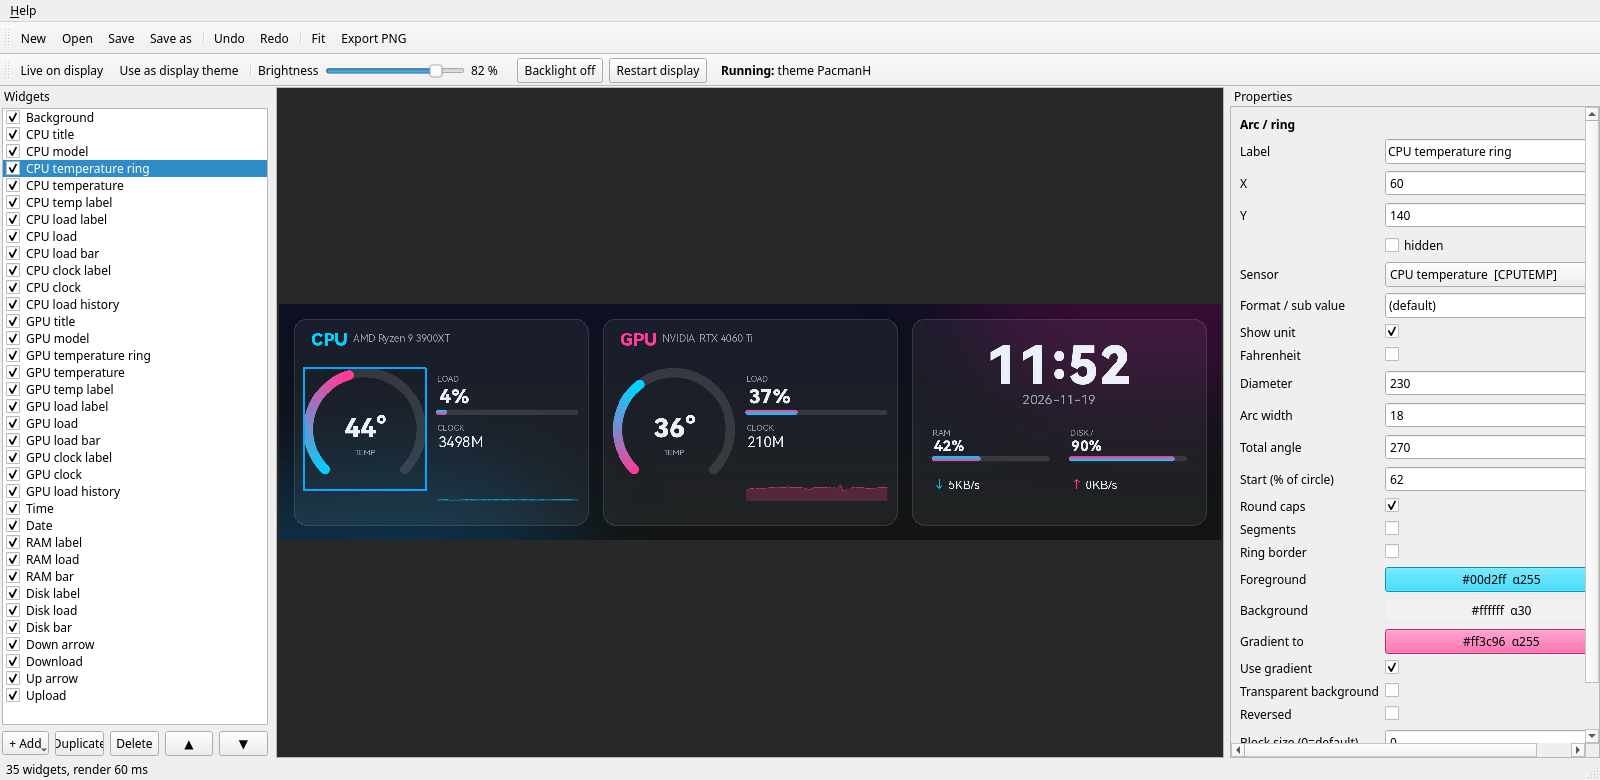 Help
New Open Save Save as Undo Redo Fit Export PNG
Live on display Use as display theme Brightness 82 % Backlight off Restart display Running: theme PacmanH
Widgets
Background
CPU title
CPU model
CPU temperature ring
CPU temperature
CPU temp label
CPU load label
CPU load
CPU load bar
CPU clock label
CPU clock
CPU load history
GPU title
GPU model
GPU temperature ring
GPU temperature
GPU temp label
GPU load label
GPU load
GPU load bar
GPU clock label
GPU clock
GPU load history
Time
Date
RAM label
RAM load
RAM bar
Disk label
Disk load
Disk bar
Down arrow
Download
Up arrow
Upload
+ Add Duplicate Delete ▲ ▼
35 widgets, render 60 ms
CPU AMD Ryzen 9 3900XT
LOAD
4%
44°
TEMP
CLOCK
3498M
GPU NVIDIA RTX 4060 Ti
LOAD
37%
36°
TEMP
CLOCK
210M
11:52
2026-11-19
RAM
42%
DISK /
90%
↓ 5KB/s
↑ 0KB/s
Properties
Arc / ring
Label CPU temperature ring
X 60
Y 140
hidden
Sensor CPU temperature [CPUTEMP]
Format / sub value (default)
Show unit
Fahrenheit
Diameter 230
Arc width 18
Total angle 270
Start (% of circle) 62
Round caps
Segments
Ring border
Foreground #00d2ff α255
Background #ffffff α30
Gradient to #ff3c96 α255
Use gradient
Transparent background
Reversed
Block size (0=default) 0